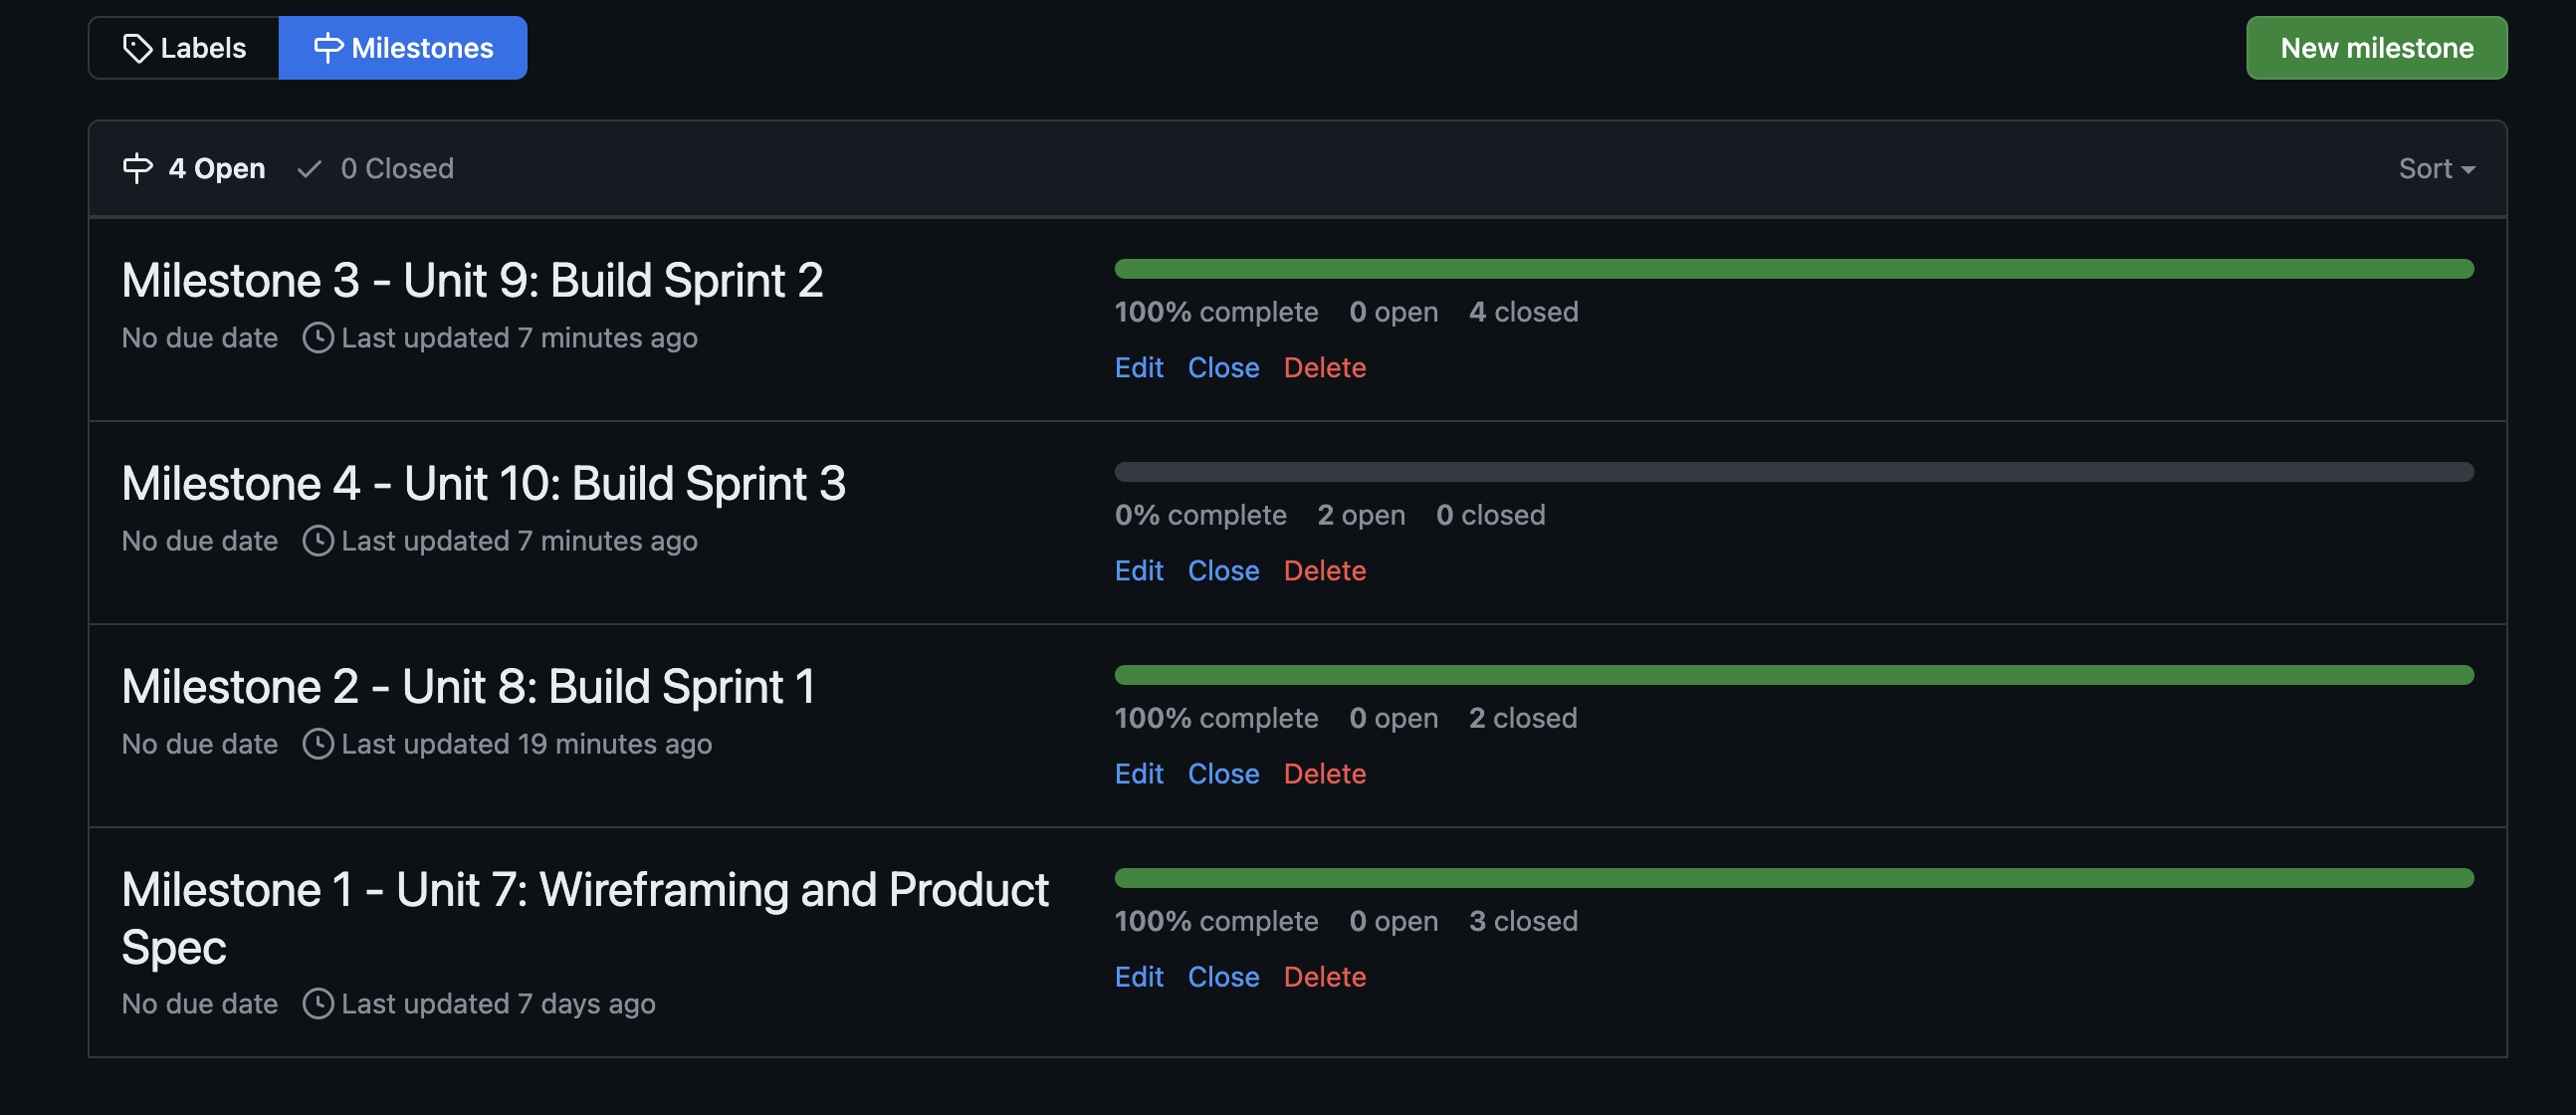 Labels Milestones New milestone
4 Open 0 Closed Sort
Milestone 3 - Unit 9: Build Sprint 2
No due date Last updated 7 minutes ago
100% complete 0 open 4 closed
Edit Close Delete
Milestone 4 - Unit 10: Build Sprint 3
No due date Last updated 7 minutes ago
0% complete 2 open 0 closed
Edit Close Delete
Milestone 2 - Unit 8: Build Sprint 1
No due date Last updated 19 minutes ago
100% complete 0 open 2 closed
Edit Close Delete
Milestone 1 - Unit 7: Wireframing and Product
Spec
No due date Last updated 7 days ago
100% complete 0 open 3 closed
Edit Close Delete